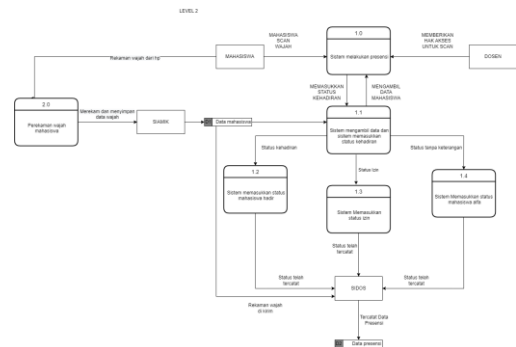 LEVEL 2
MAHASISWA
SCAN
WAJAH
1.0
Sistem melakukan presensi
MEMBERIKAN
HAK AKSES
UNTUK SCAN
MAHASISWA
DOSEN
Rekaman wajah dari hp
MEMASUKKAN
STATUS
KEHADIRAN
MENGAMBIL
DATA
MAHASISWA
2.0
Perekaman wajah
mahasiswa
Merekam dan menyimpan
data wajah
SIAMIK
Data mahasiswa
1.1
Sistem mengambil data dan
sistem memasukkan
status kehadiran
Status kehadiran
Status izin
Status tanpa keterangan
1.2
Sistem memasukkan status
mahasiswa hadir
1.3
Sistem Memasukkan
status izin
1.4
Sistem Memasukkan status
mahasiswa alfa
Status telah
tercatat
Status telah
tercatat
Status telah
tercatat
SIDOS
Rekaman wajah
di kirim
Tercatat Data
Presensi
Data presensi